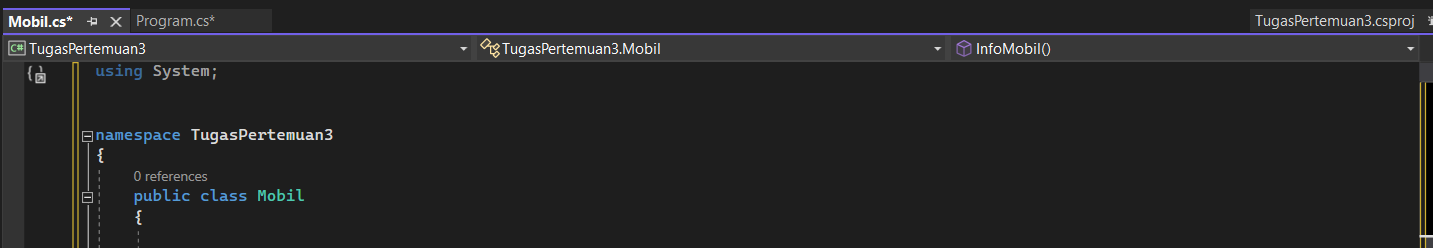 Mobil.cs* Program.cs* TugasPertemuan3.csproj
C# TugasPertemuan3 TugasPertemuan3.Mobil InfoMobil()
using System;
namespace TugasPertemuan3
{
0 references
public class Mobil
{